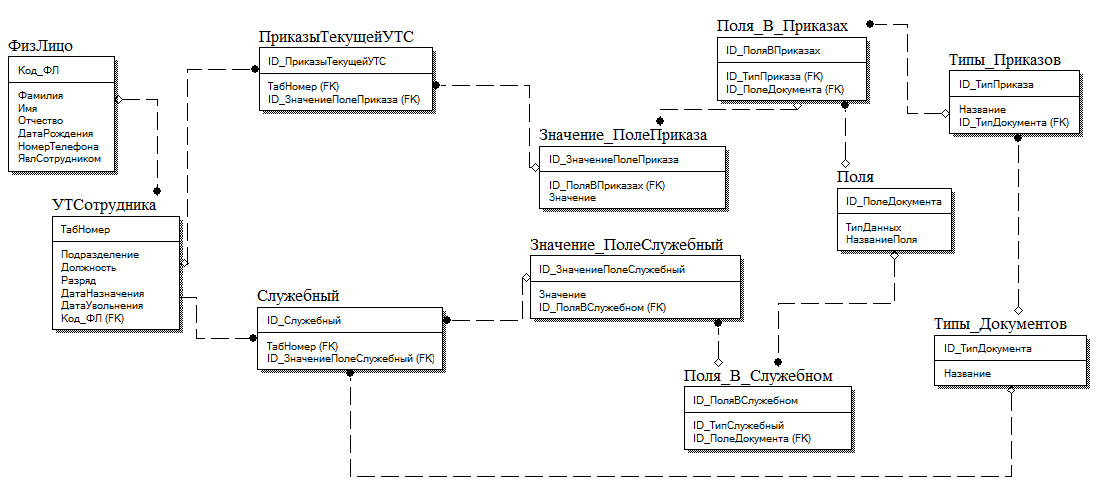 ФизЛицо
Код_ФЛ
Фамилия
Имя
Отчество
ДатаРождения
НомерТелефона
ЯвлСотрудником
ПриказыТекущейУТС
ID_ПриказыТекущейУТС
ТабНомер (FK)
ID_ЗначениеПолеПриказа (FK)
Поля_В_Приказах
ID_ПоляВПриказах
ID_ТипПриказа (FK)
ID_ПолеДокумента (FK)
Типы_Приказов
ID_ТипПриказа
Название
ID_ТипДокумента (FK)
Значение_ПолеПриказа
ID_ЗначениеПолеПриказа
ID_ПоляВПриказах (FK)
Значение
Поля
ID_ПолеДокумента
ТипДанных
НазваниеПоля
УТСотрудника
ТабНомер
Подразделение
Должность
Разряд
ДатаНазначения
ДатаУвольнения
Код_ФЛ (FK)
Значение_ПолеСлужебный
ID_ЗначениеПолеСлужебный
Значение
ID_ПоляВСлужебном (FK)
Служебный
ID_Служебный
ТабНомер (FK)
ID_ЗначениеПолеСлужебный (FK)
Типы_Документов
ID_ТипДокумента
Название
Поля_В_Служебном
ID_ПоляВСлужебном
ID_ТипСлужебный
ID_ПолеДокумента (FK)